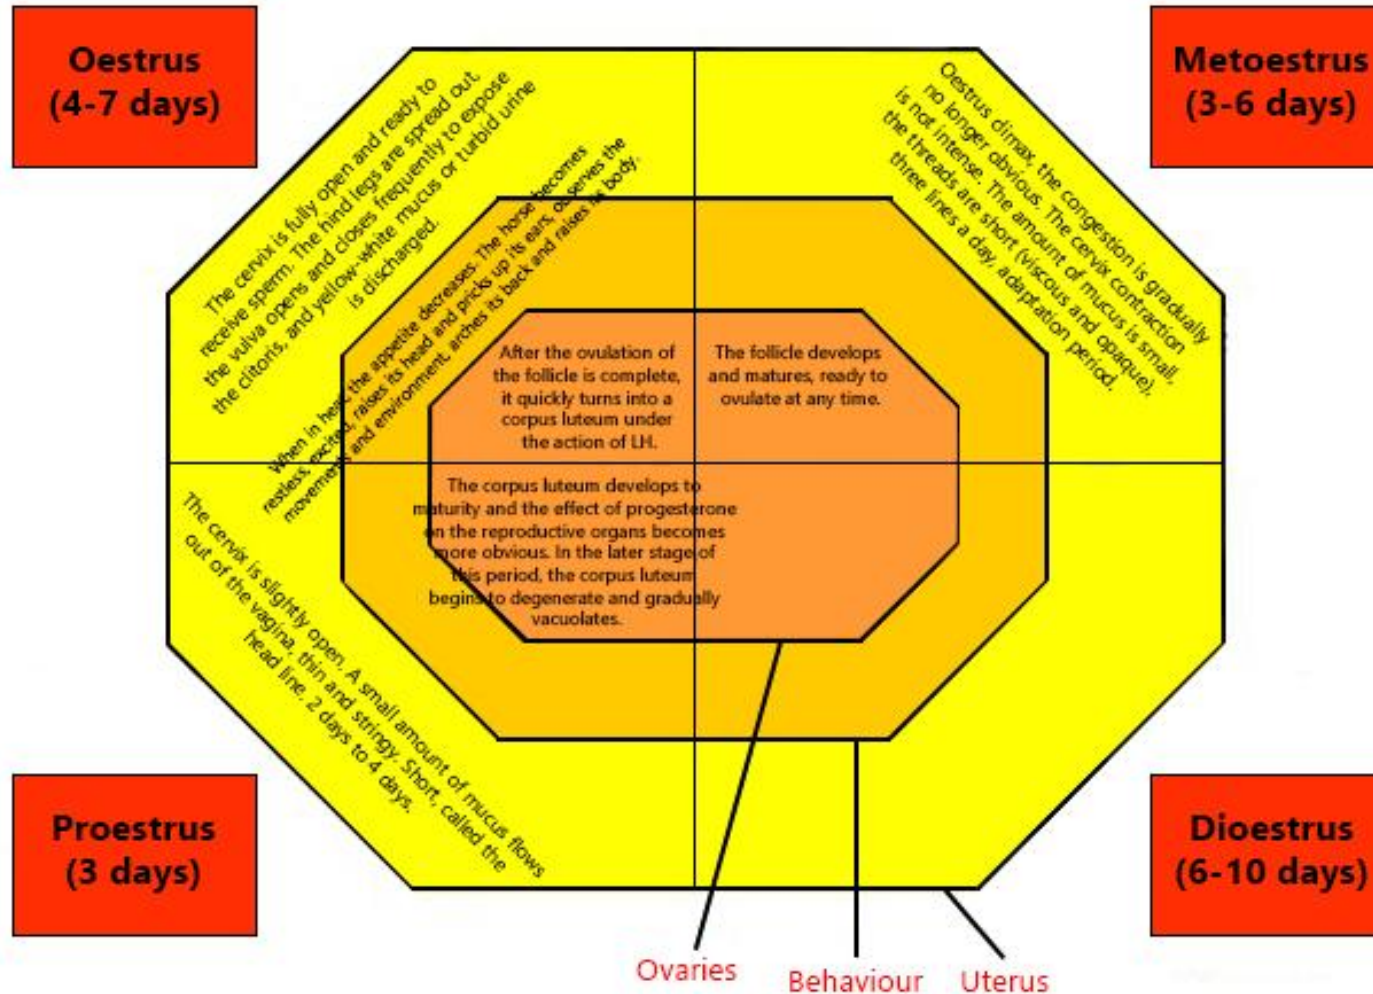 Oestrus
(4-7 days)
Metoestrus
(3-6 days)
The cervix is fully open and ready to
receive sperm. The hind legs are spread out,
the vulva opens and closes frequently to expose
the clitoris, and yellow-white mucus or turbid urine
is discharged.
Oestrus dimax, the congestion is gradually
no longer obvious. The cervix contraction
is not intense. The amount of mucus is small,
the threads are short (viscous and opaque),
three lines a day, adaptation period,
When in heat, the appetite decreases. The horse becomes
restless, excited, raises its head and pricks up its ears, observes the
movements and environment, arches its back and raises its body.
After the ovulation of
the follicle is complete,
it quickly turns into a
corpus luteum under
the action of LH.
The follicle develops
and matures, ready to
ovulate at any time.
The corpus luteum develops to
maturity and the effect of progesterone
on the reproductive organs becomes
more obvious. In the later stage of
this period, the corpus luteum
begins to degenerate and gradually
vacuolates.
The cervix is slightly open. A small amount of mucus flows
out of the vagina, thin and stringy. Short, called the
head line, 2 days to 4 days.
Proestrus
(3 days)
Dioestrus
(6-10 days)
Ovaries
Behaviour
Uterus